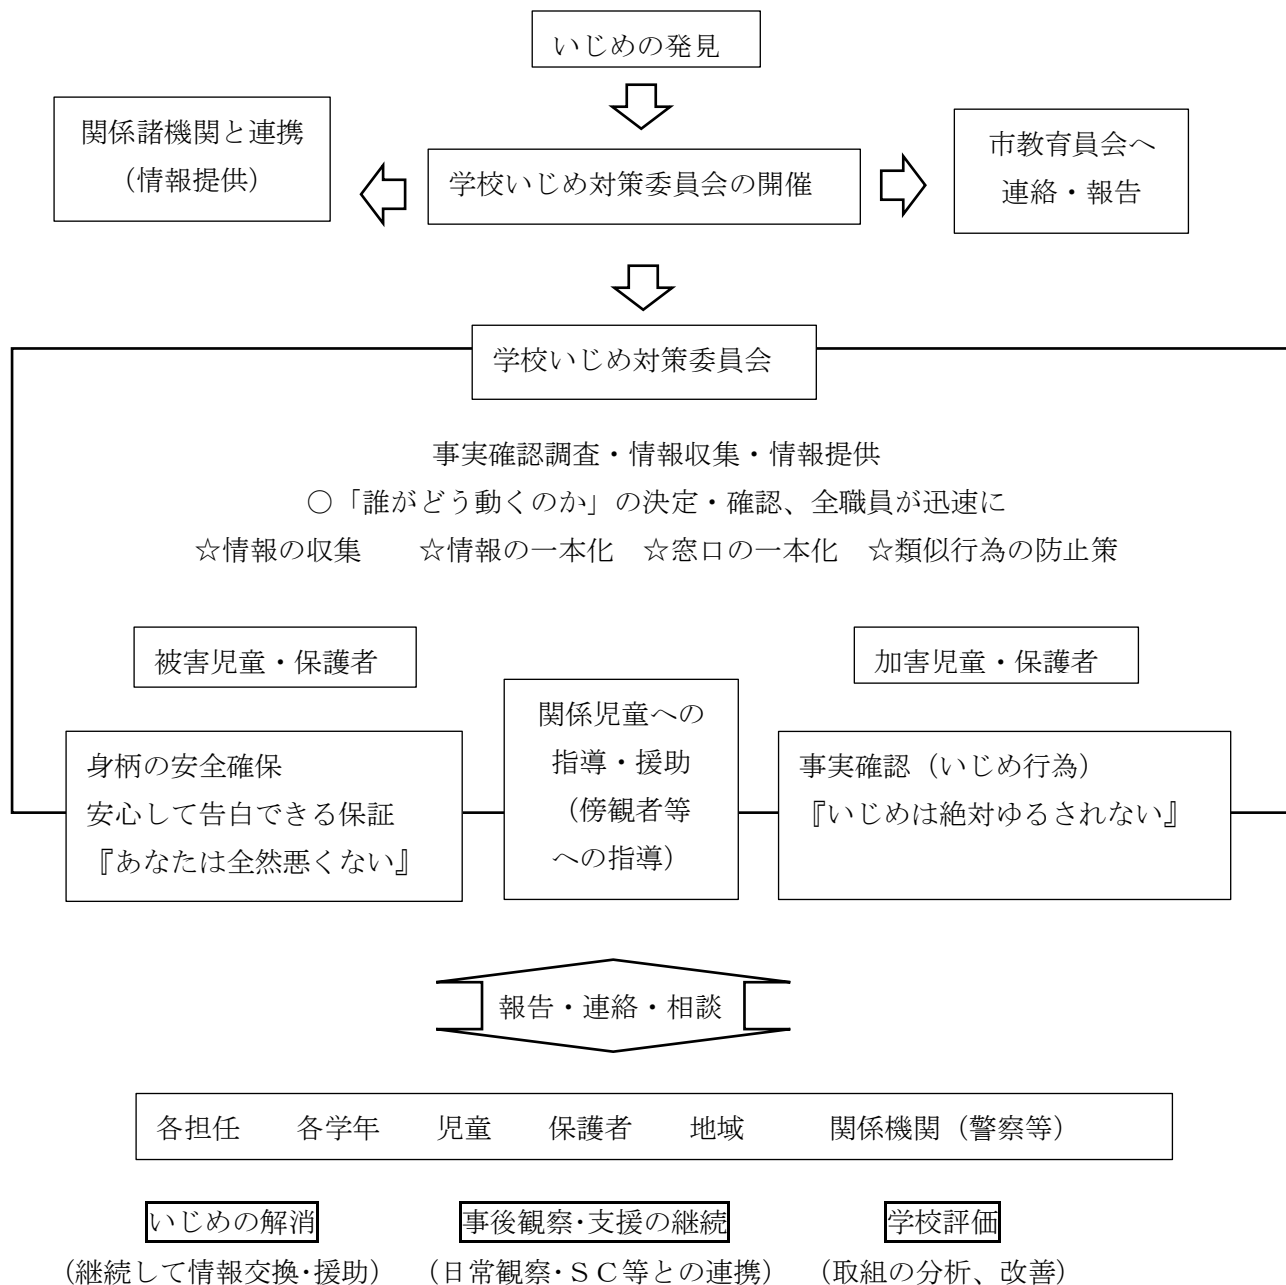 いじめの発見
関係諸機関と連携
（情報提供）
学校いじめ対策委員会の開催
市教育員会へ
連絡・報告
学校いじめ対策委員会
事実確認調査・情報収集・情報提供
○「誰がどう動くのか」の決定・確認、全職員が迅速に
☆情報の収集　　☆情報の一本化　☆窓口の一本化　☆類似行為の防止策
被害児童・保護者
加害児童・保護者
身柄の安全確保
安心して告白できる保証
『あなたは全然悪くない』
関係児童への
指導・援助
（傍観者等
への指導）
事実確認（いじめ行為）
『いじめは絶対ゆるされない』
報告・連絡・相談
各担任　　各学年　　児童　　保護者　　地域　　　関係機関（警察等）
いじめの解消　　事後観察・支援の継続　　学校評価
（継続して情報交換・援助）　（日常観察・ＳＣ等との連携）　（取組の分析、改善）